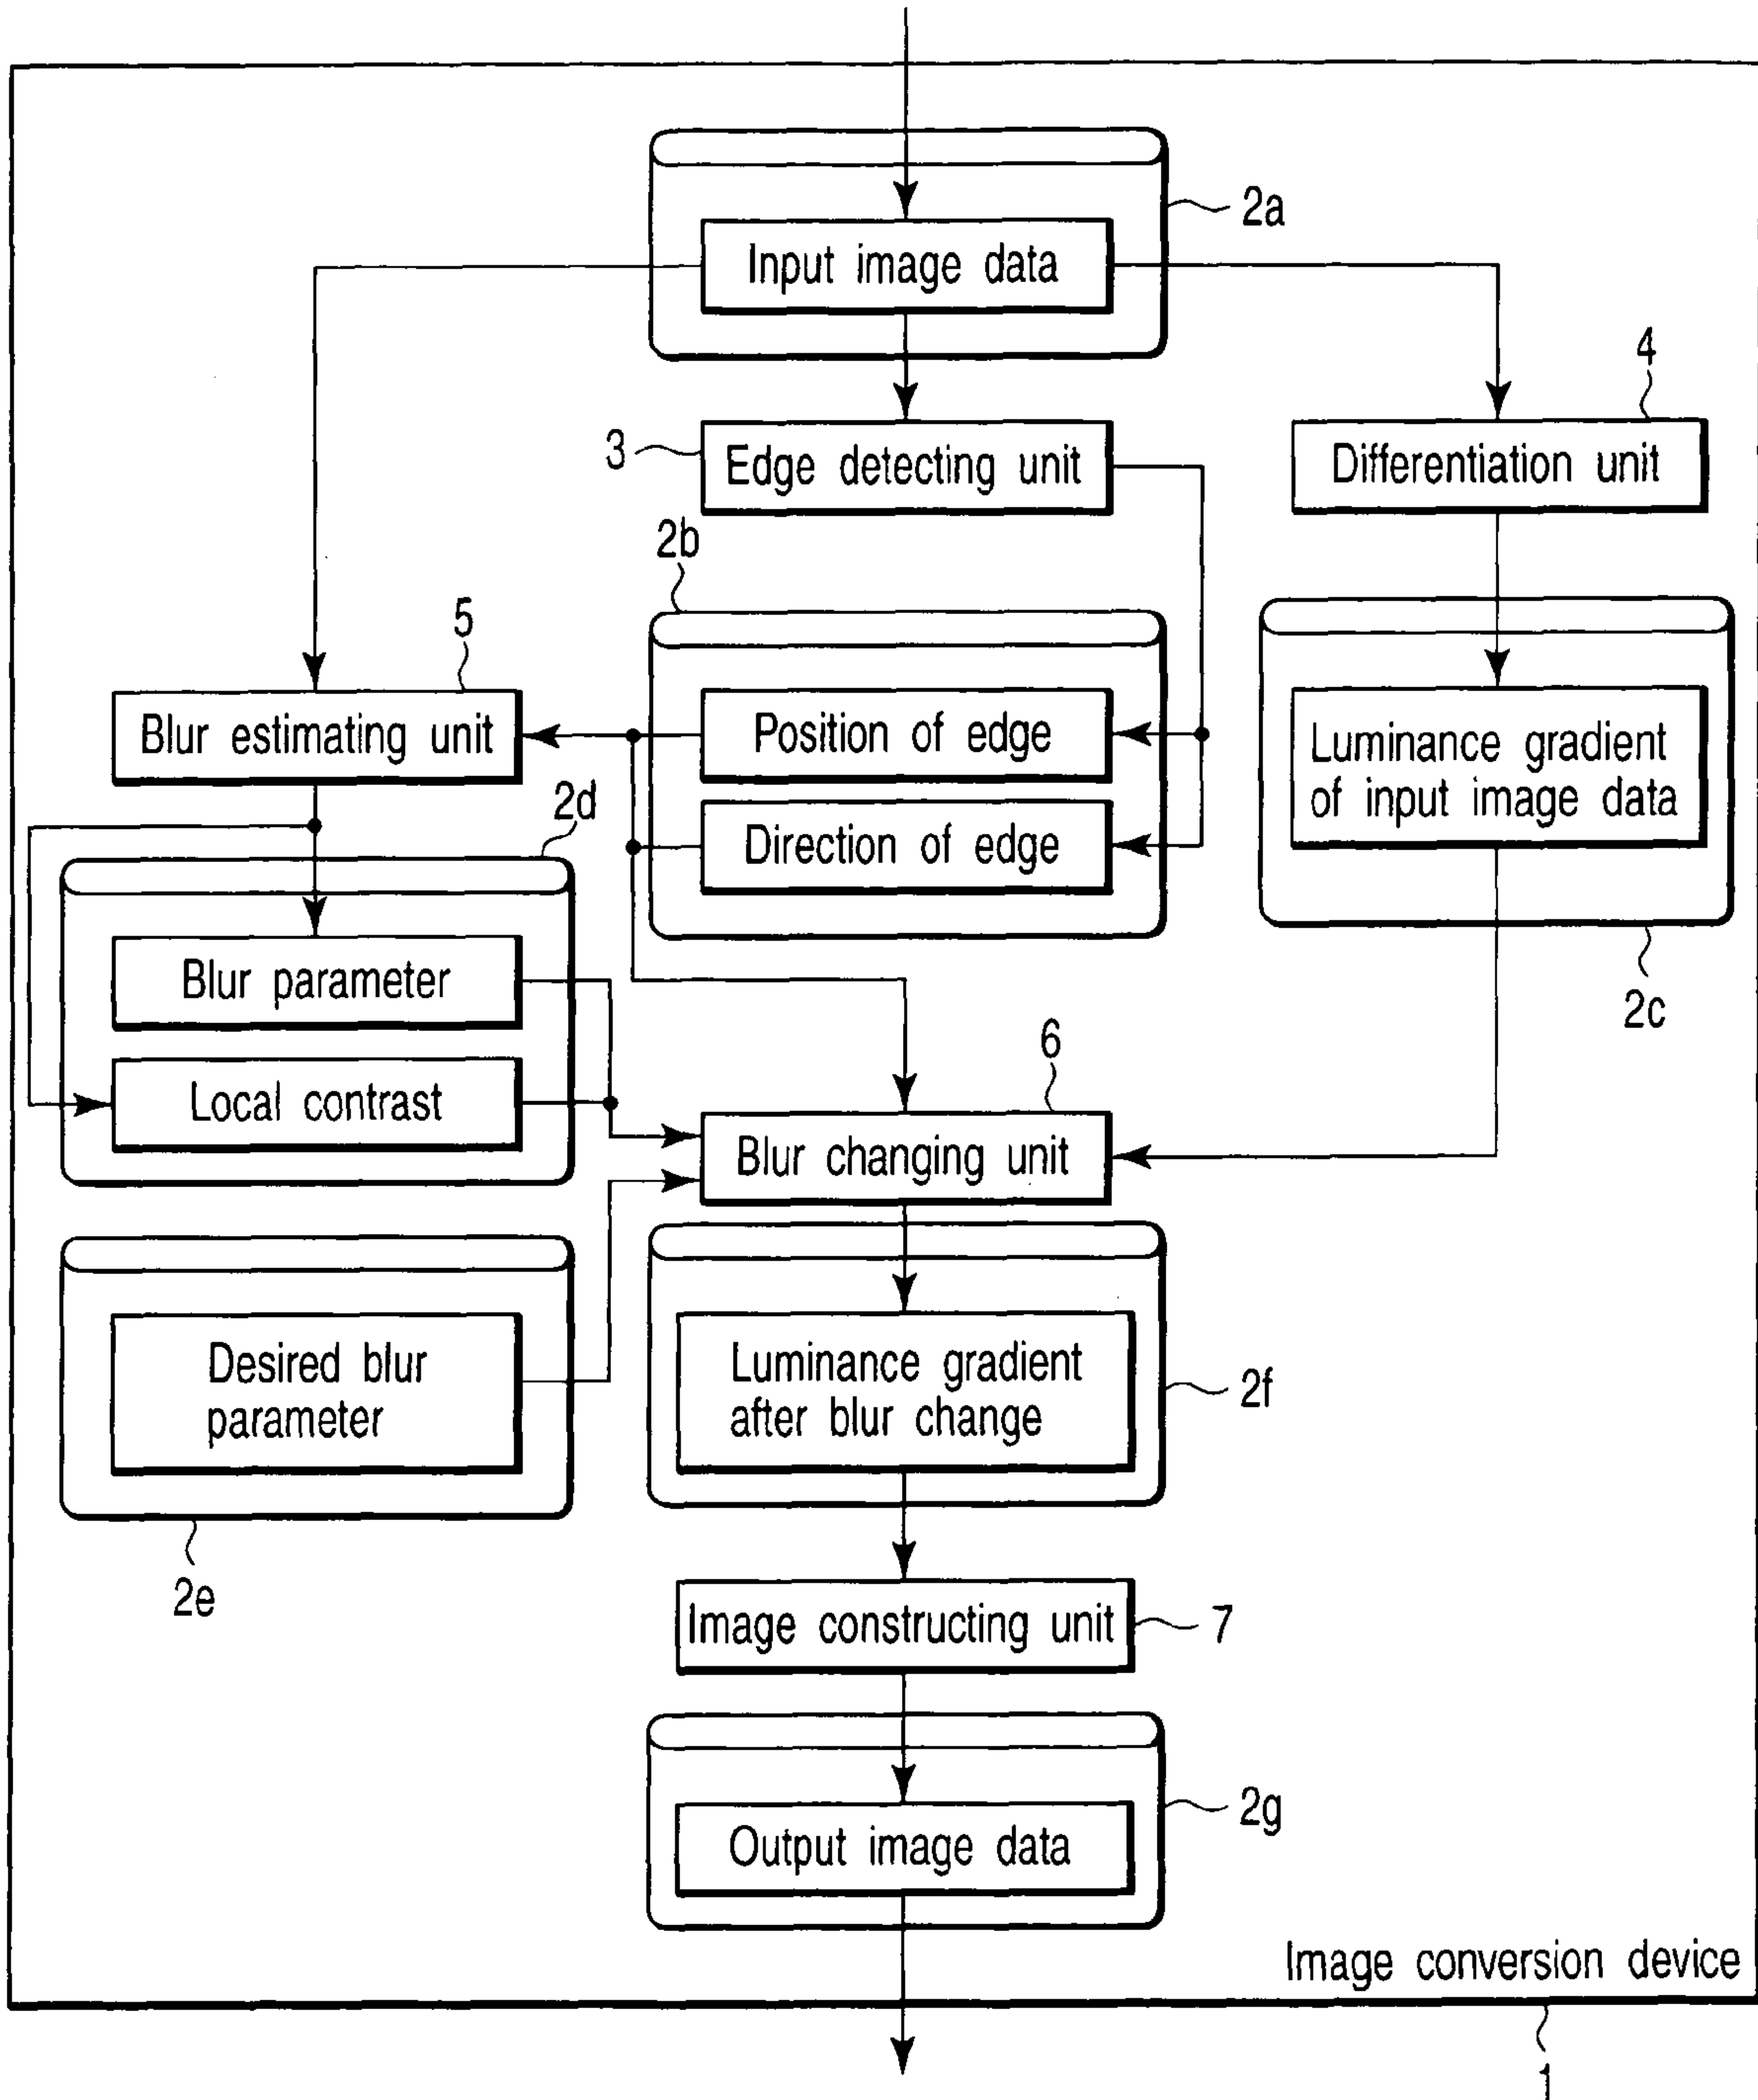 2a
Input image data
4
3
Edge detecting unit
Differentiation unit
2b
5
Blur estimating unit
Position of edge
Luminance gradient
of input image data
2d
Direction of edge
Blur parameter
2c
6
Local contrast
Blur changing unit
Desired blur
parameter
Luminance gradient
after blur change
2f
2e
Image constructing unit
7
2g
Output image data
Image conversion device
1